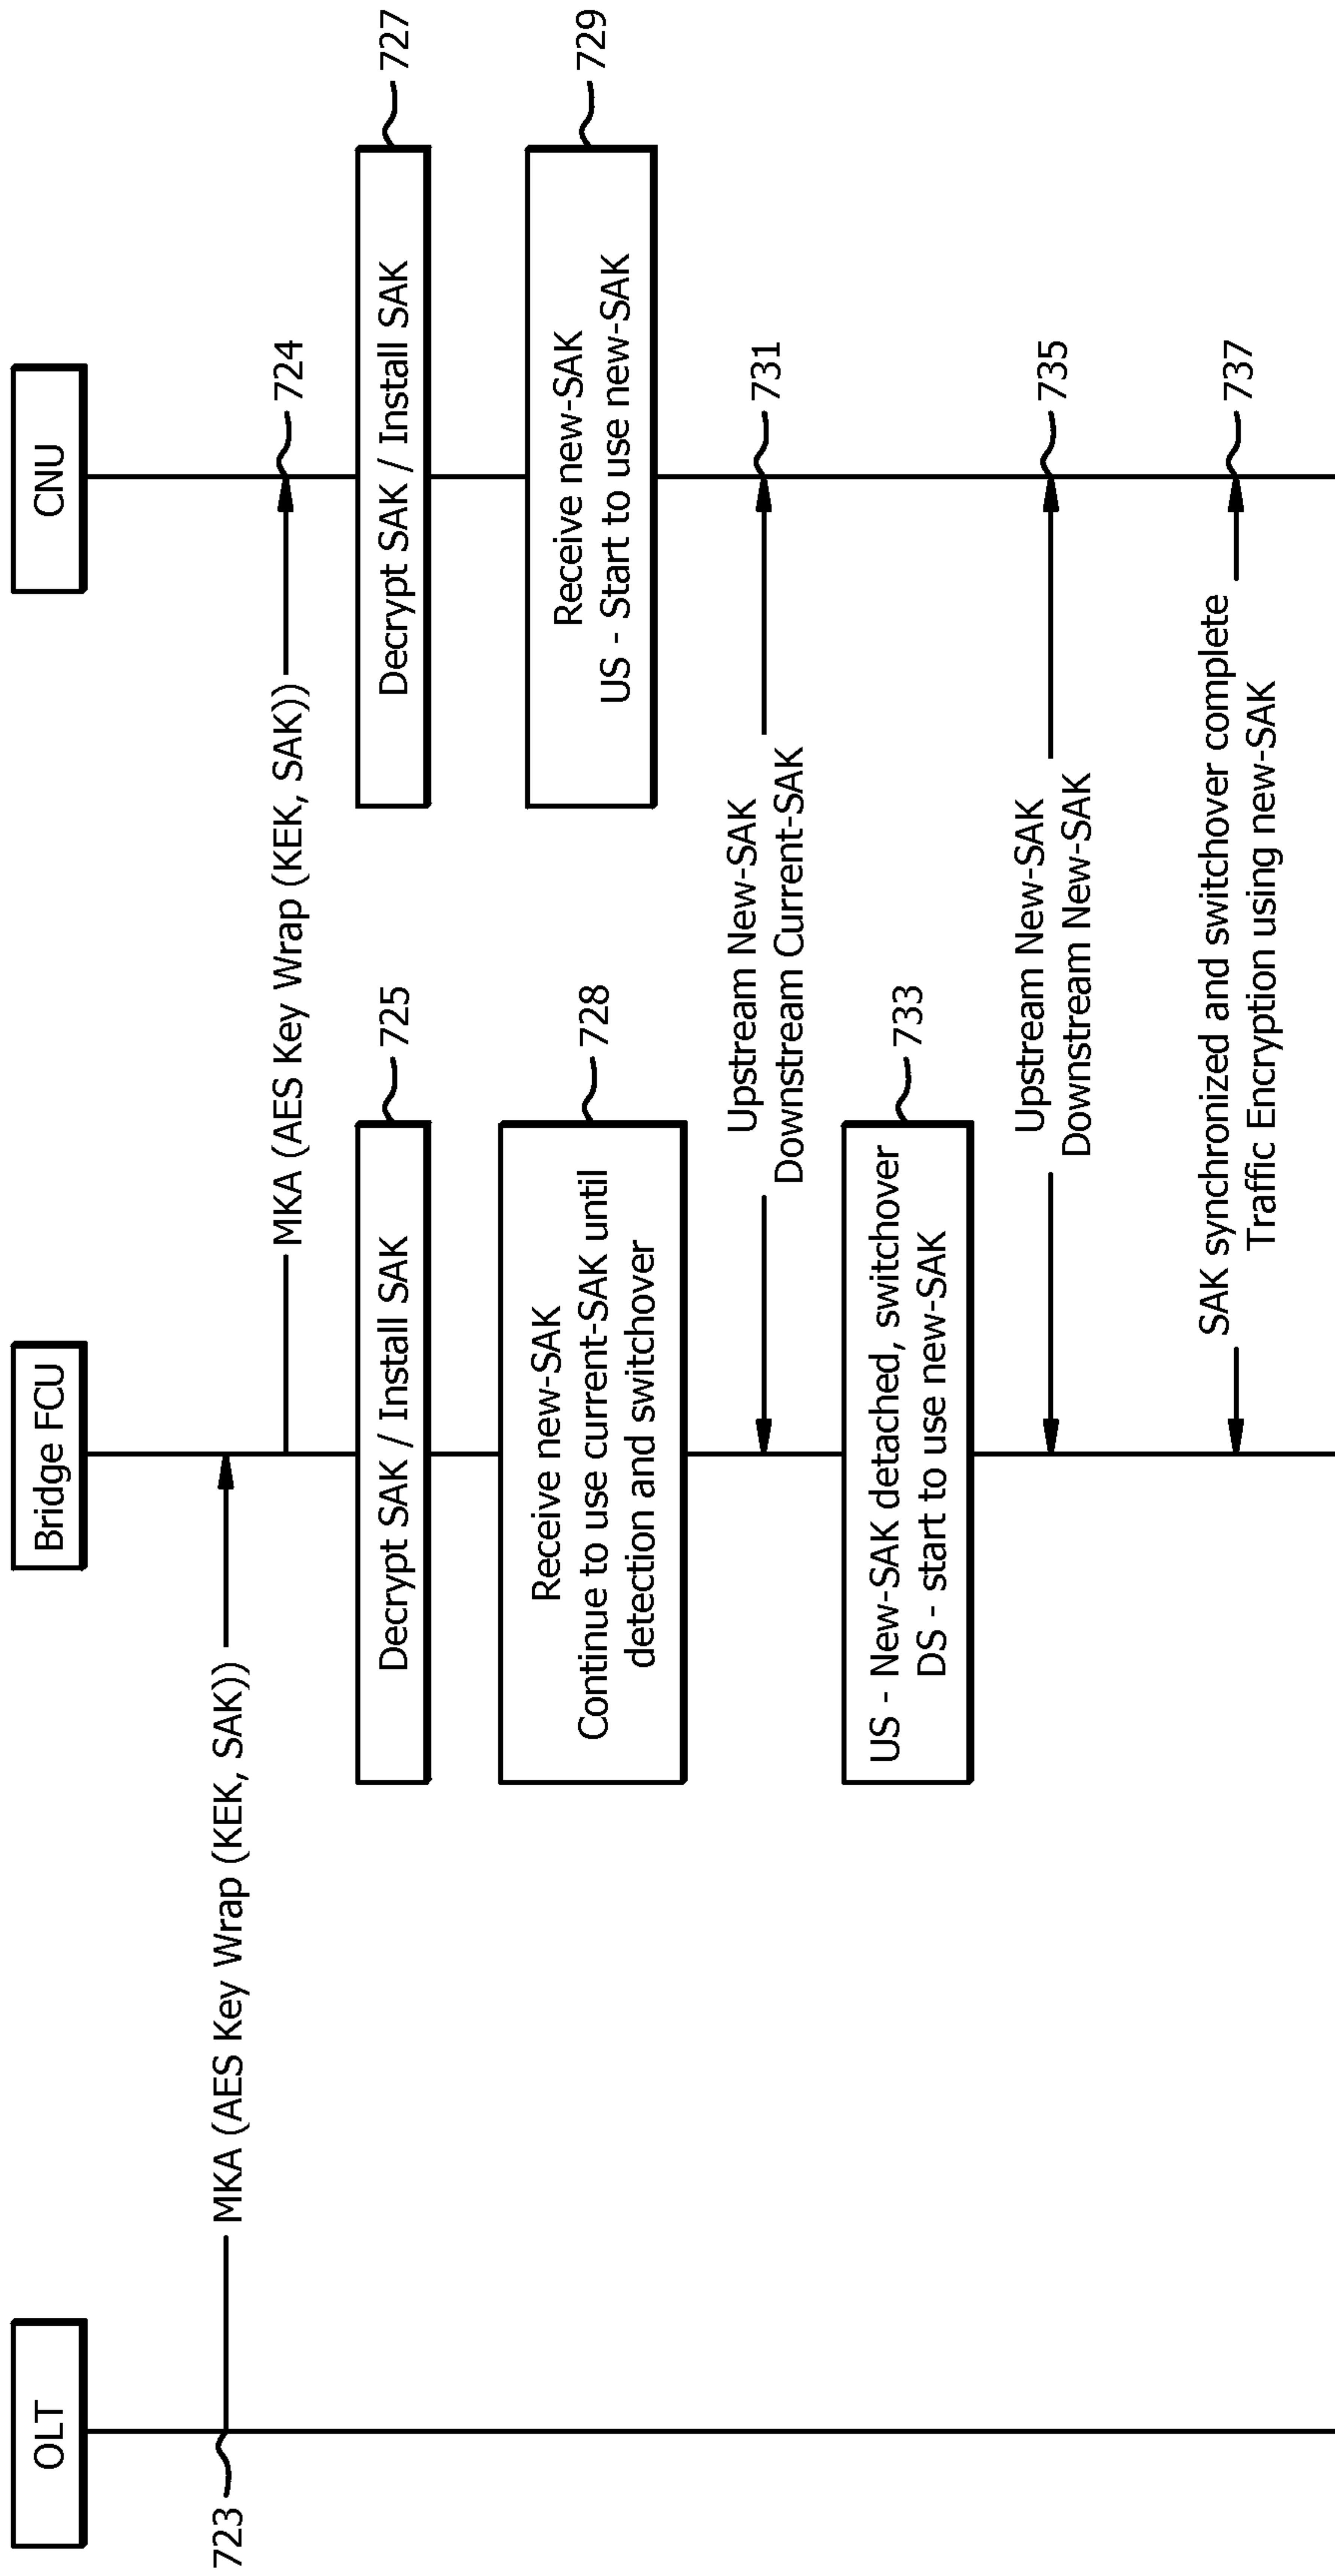 OLT
Bridge FCU
CNU
723
MKA (AES Key Wrap (KEK, SAK))
MKA (AES Key Wrap (KEK, SAK))
724
Decrypt SAK / Install SAK
725
Decrypt SAK / Install SAK
727
Receive new-SAK
Continue to use current-SAK until
detection and switchover
728
Receive new-SAK
US - Start to use new-SAK
729
Upstream New-SAK
Downstream Current-SAK
731
US - New-SAK detached, switchover
DS - start to use new-SAK
733
Upstream New-SAK
Downstream New-SAK
735
SAK synchronized and switchover complete
Traffic Encryption using new-SAK
737